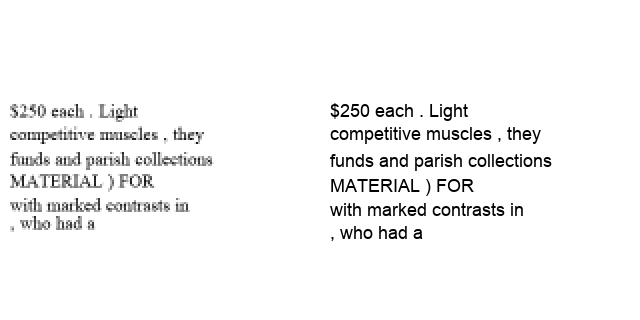 $250 each . Light
competitive muscles , they
funds and parish collections
MATERIAL ) FOR
with marked contrasts in
, who had a
$250 each . Light
competitive muscles , they
funds and parish collections
MATERIAL ) FOR
with marked contrasts in
, who had a